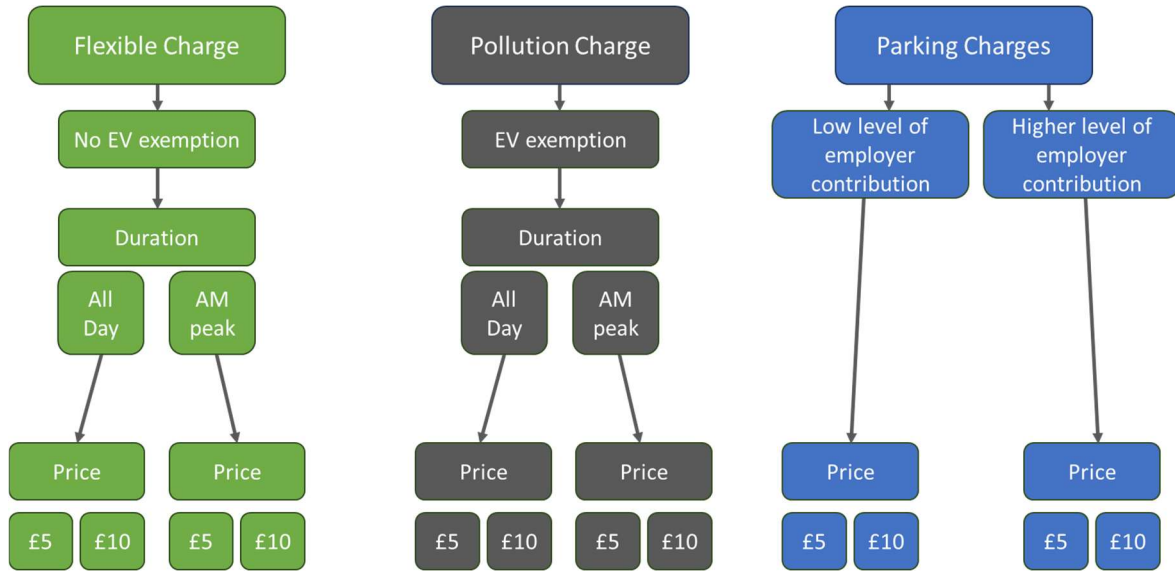 Flexible Charge
Pollution Charge
Parking Charges
No EV exemption
EV exemption
Low level of
employer
contribution
Higher level of
employer
contribution
Duration
Duration
All
Day
AM
peak
All
Day
AM
peak
Price
Price
Price
Price
Price
Price
£5
£10
£5
£10
£5
£10
£5
£10
£5
£10
£5
£10